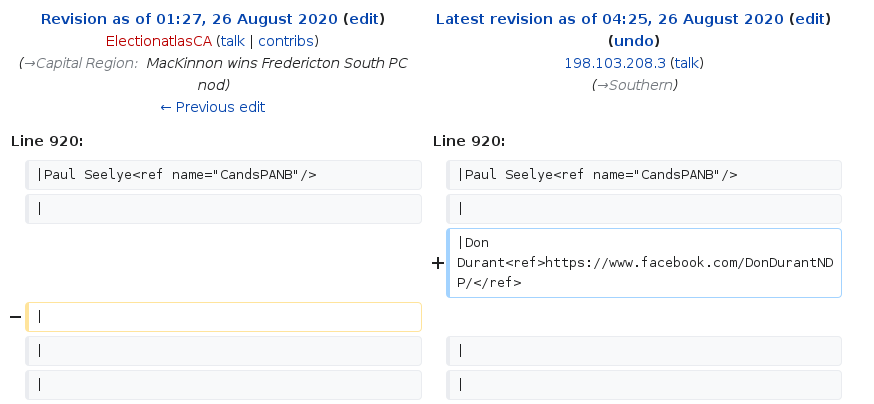 Revision as of 01:27, 26 August 2020 (edit)
ElectionatlasCA (talk | contribs)
(→Capital Region: MacKinnon wins Fredericton South PC
nod)
← Previous edit
Latest revision as of 04:25, 26 August 2020 (edit)
(undo)
198.103.208.3 (talk)
(→Southern)
Line 920:
Line 920:
|Paul Seelye<ref name="CandsPANB"/>
|Paul Seelye<ref name="CandsPANB"/>
|
|
+
|Don
Durant<ref>https://www.facebook.com/DonDurantND
P/</ref>
−
|
|
|
|
|